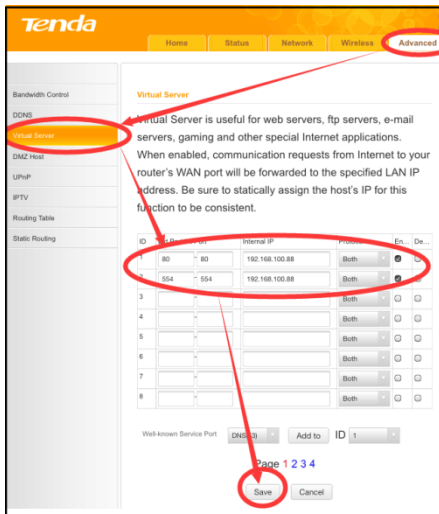 Tenda
Home Status Network Wireless Advanced
Bandwidth Control
DDNS
Virtual Server
DMZ Host
UPnP
IPTV
Routing Table
Static Routing
Virtual Server
Virtual Server is useful for web servers, ftp servers, e-mail
servers, gaming and other special Internet applications.
When enabled, communication requests from Internet to your
router's WAN port will be forwarded to the specified LAN IP
address. Be sure to statically assign the host's IP for this
function to be consistent.
ID Internal IP En... De...
1 80 - 80 192.168.100.88 Both
2 554 - 554 192.168.100.88 Both
3 - Both
4 - Both
5 - Both
6 - Both
7 - Both
8 - Both
Well-known Service Port Add to ID 1
Page 1 2 3 4
Save Cancel